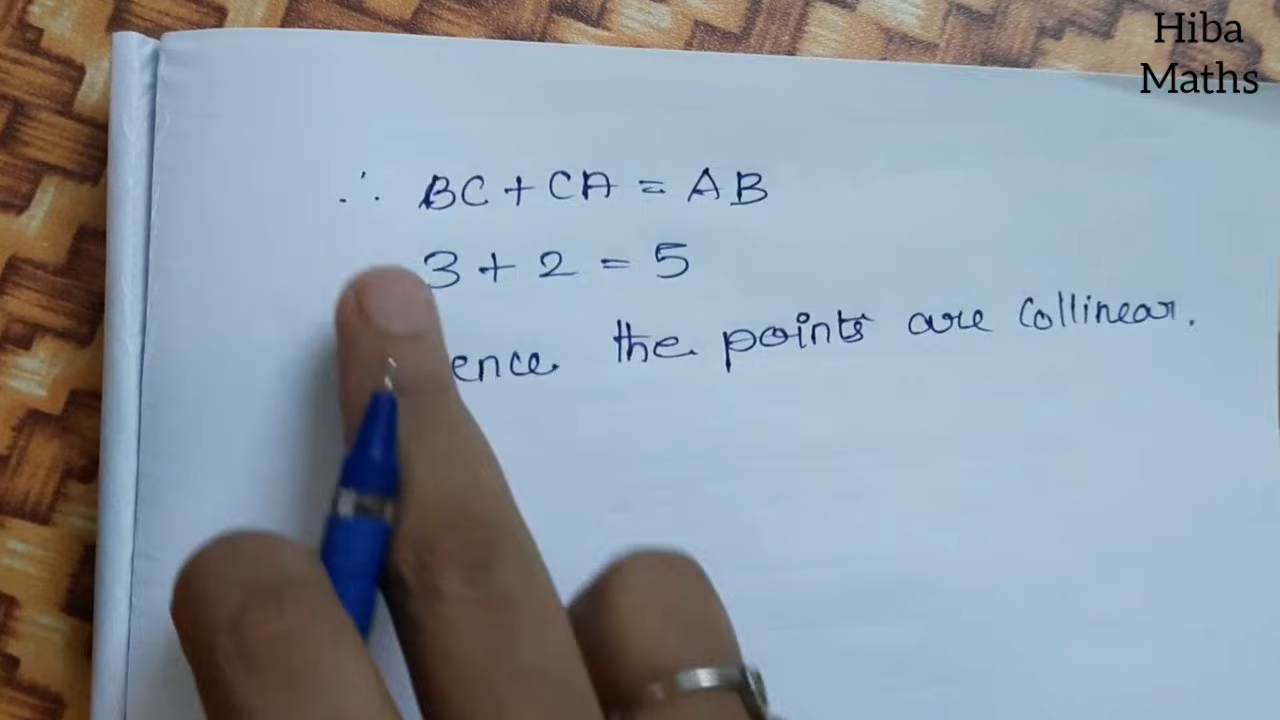 Hiba
Maths
∴ BC + CA = AB
3 + 2 = 5
ence the points are collinear.